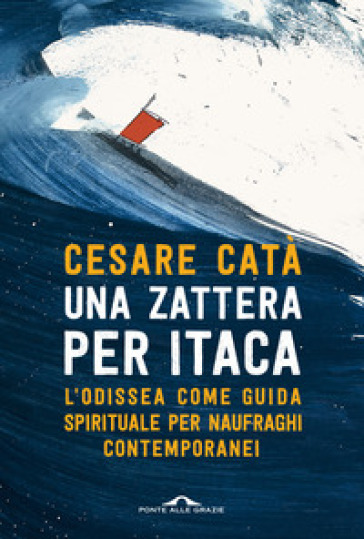 CESARE CATÀ
UNA ZATTERA
PER ITACA
L'ODISSEA COME GUIDA
SPIRITUALE PER NAUFRAGHI
CONTEMPORANEI
PONTE ALLE GRAZIE